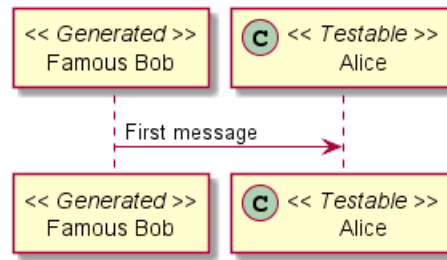 << Generated >>
Famous Bob
C << Testable >>
Alice
First message
<< Generated >>
Famous Bob
C << Testable >>
Alice